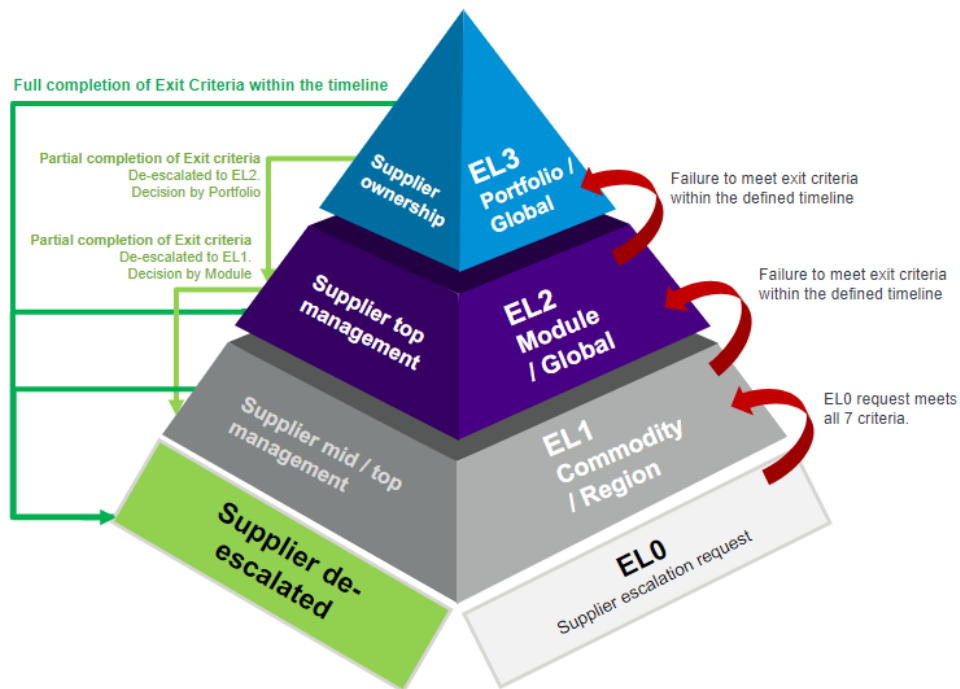 Full completion of Exit Criteria within the timeline
Partial completion of Exit criteria
De-escalated to EL2.
Decision by Portfolio
Partial completion of Exit criteria
De-escalated to EL1.
Decision by Module
Supplier
ownership
EL3
Portfolio /
Global
Failure to meet exit criteria
within the defined timeline
Supplier top
management
EL2
Module
/ Global
Failure to meet exit criteria
within the defined timeline
Supplier mid / top
management
EL1
Commodity
/ Region
EL0 request meets
all 7 criteria.
Supplier de-
escalated
EL0
Supplier escalation request